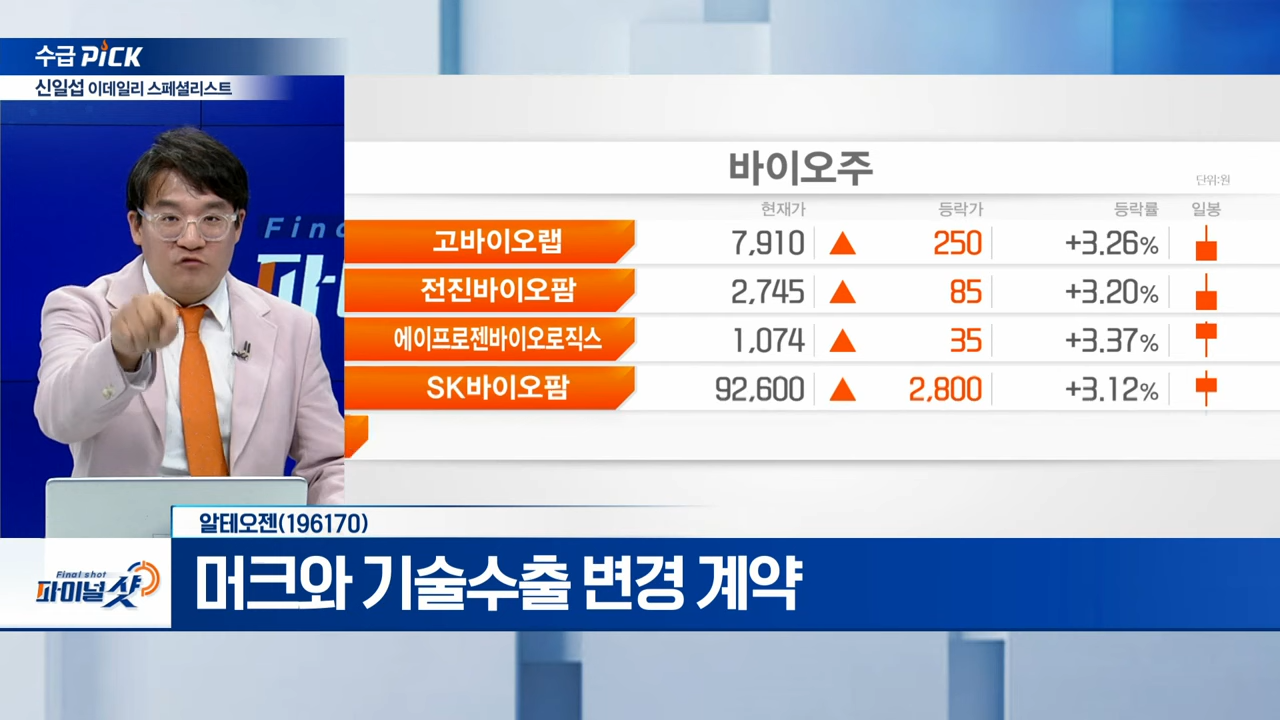 수급 PiCK
신일섭 이데일리 스페셜리스트
바이오주
단위:원
현재가 등락가 등락률 일봉
고바이오랩 7,910 ▲ 250 +3.26%
전진바이오팜 2,745 ▲ 85 +3.20%
에이프로젠바이오로직스 1,074 ▲ 35 +3.37%
SK바이오팜 92,600 ▲ 2,800 +3.12%
알테오젠(196170)
Final shot
파이널샷
머크와 기술수출 변경 계약